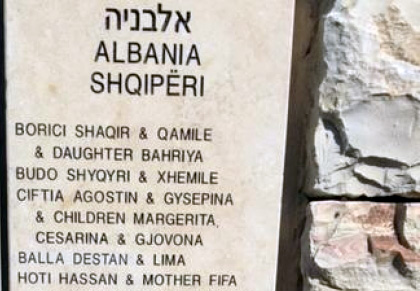 אלבניה
ALBANIA
SHQIPËRI
BORICI SHAQIR & QAMILE
& DAUGHTER BAHRIYA
BUDO SHYQYRI & XHEMILE
CIFTIA AGOSTIN & GYSEPINA
& CHILDREN MARGERITA,
CESARINA & GJOVONA
BALLA DESTAN & LIMA
HOTI HASSAN & MOTHER FIFA